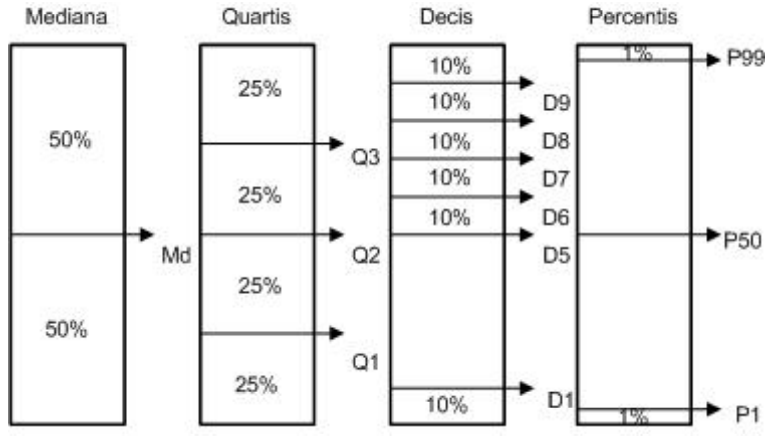 Mediana
50%
50%
Md
Quartis
25%
25%
25%
25%
Q3
Q2
Q1
Decis
10%
10%
10%
10%
10%
10%
D9
D8
D7
D6
D5
D1
Percentis
1%
1%
P99
P50
P1